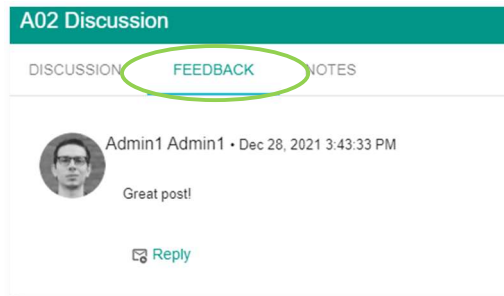 A02 Discussion
DISCUSSION FEEDBACK NOTES
Admin1 Admin1 • Dec 28, 2021 3:43:33 PM
Great post!
Reply